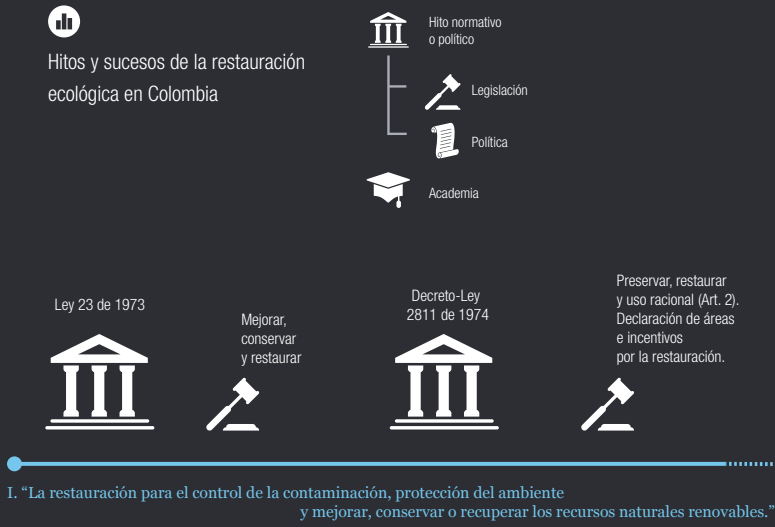 Hitos y sucesos de la restauración
ecológica en Colombia
Hito normativo
o político
Legislación
Política
Academia
Ley 23 de 1973
Mejorar,
conservar
y restaurar
Decreto-Ley
2811 de 1974
Preservar, restaurar
y uso racional (Art. 2).
Declaración de áreas
e incentivos
por la restauración.
I. “La restauración para el control de la contaminación, protección del ambiente
y mejorar, conservar o recuperar los recursos naturales renovables.”